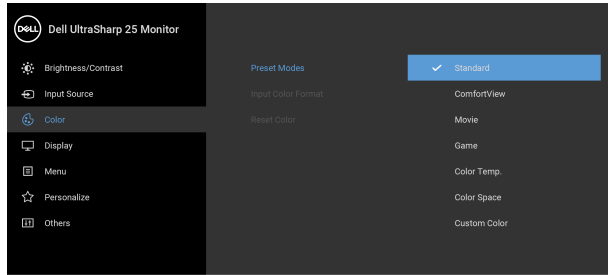 DELL Dell UltraSharp 25 Monitor
Brightness/Contrast
Input Source
Color
Display
Menu
Personalize
Others
Preset Modes
Input Color Format
Reset Color
Standard
ComfortView
Movie
Game
Color Temp.
Color Space
Custom Color